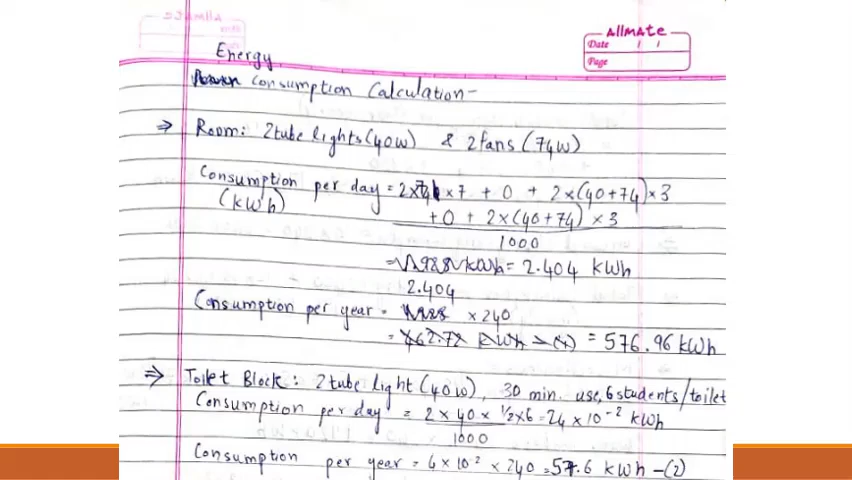 AllMAte
Date / /
Page
Energy
Consumption Calculation-
⇒ Room: 2tube lights(40W) & 2fans (74W)
Consumption per day = 2×74×7 + 0 + 2×(40+74)×3
(kWh) +0 + 2×(40+74)×3
1000
= 2.404 kWh
2.404
Consumption per year = ×240
= 576.96 kWh
⇒ Toilet Block: 2tube light(40W), 30 min. use, 6 students/toilet
Consumption per day = 2×40×1/2×6 = 24×10⁻² kWh
1000
Consumption per year = 4×10⁻²×240 = 57.6 kWh -(2)